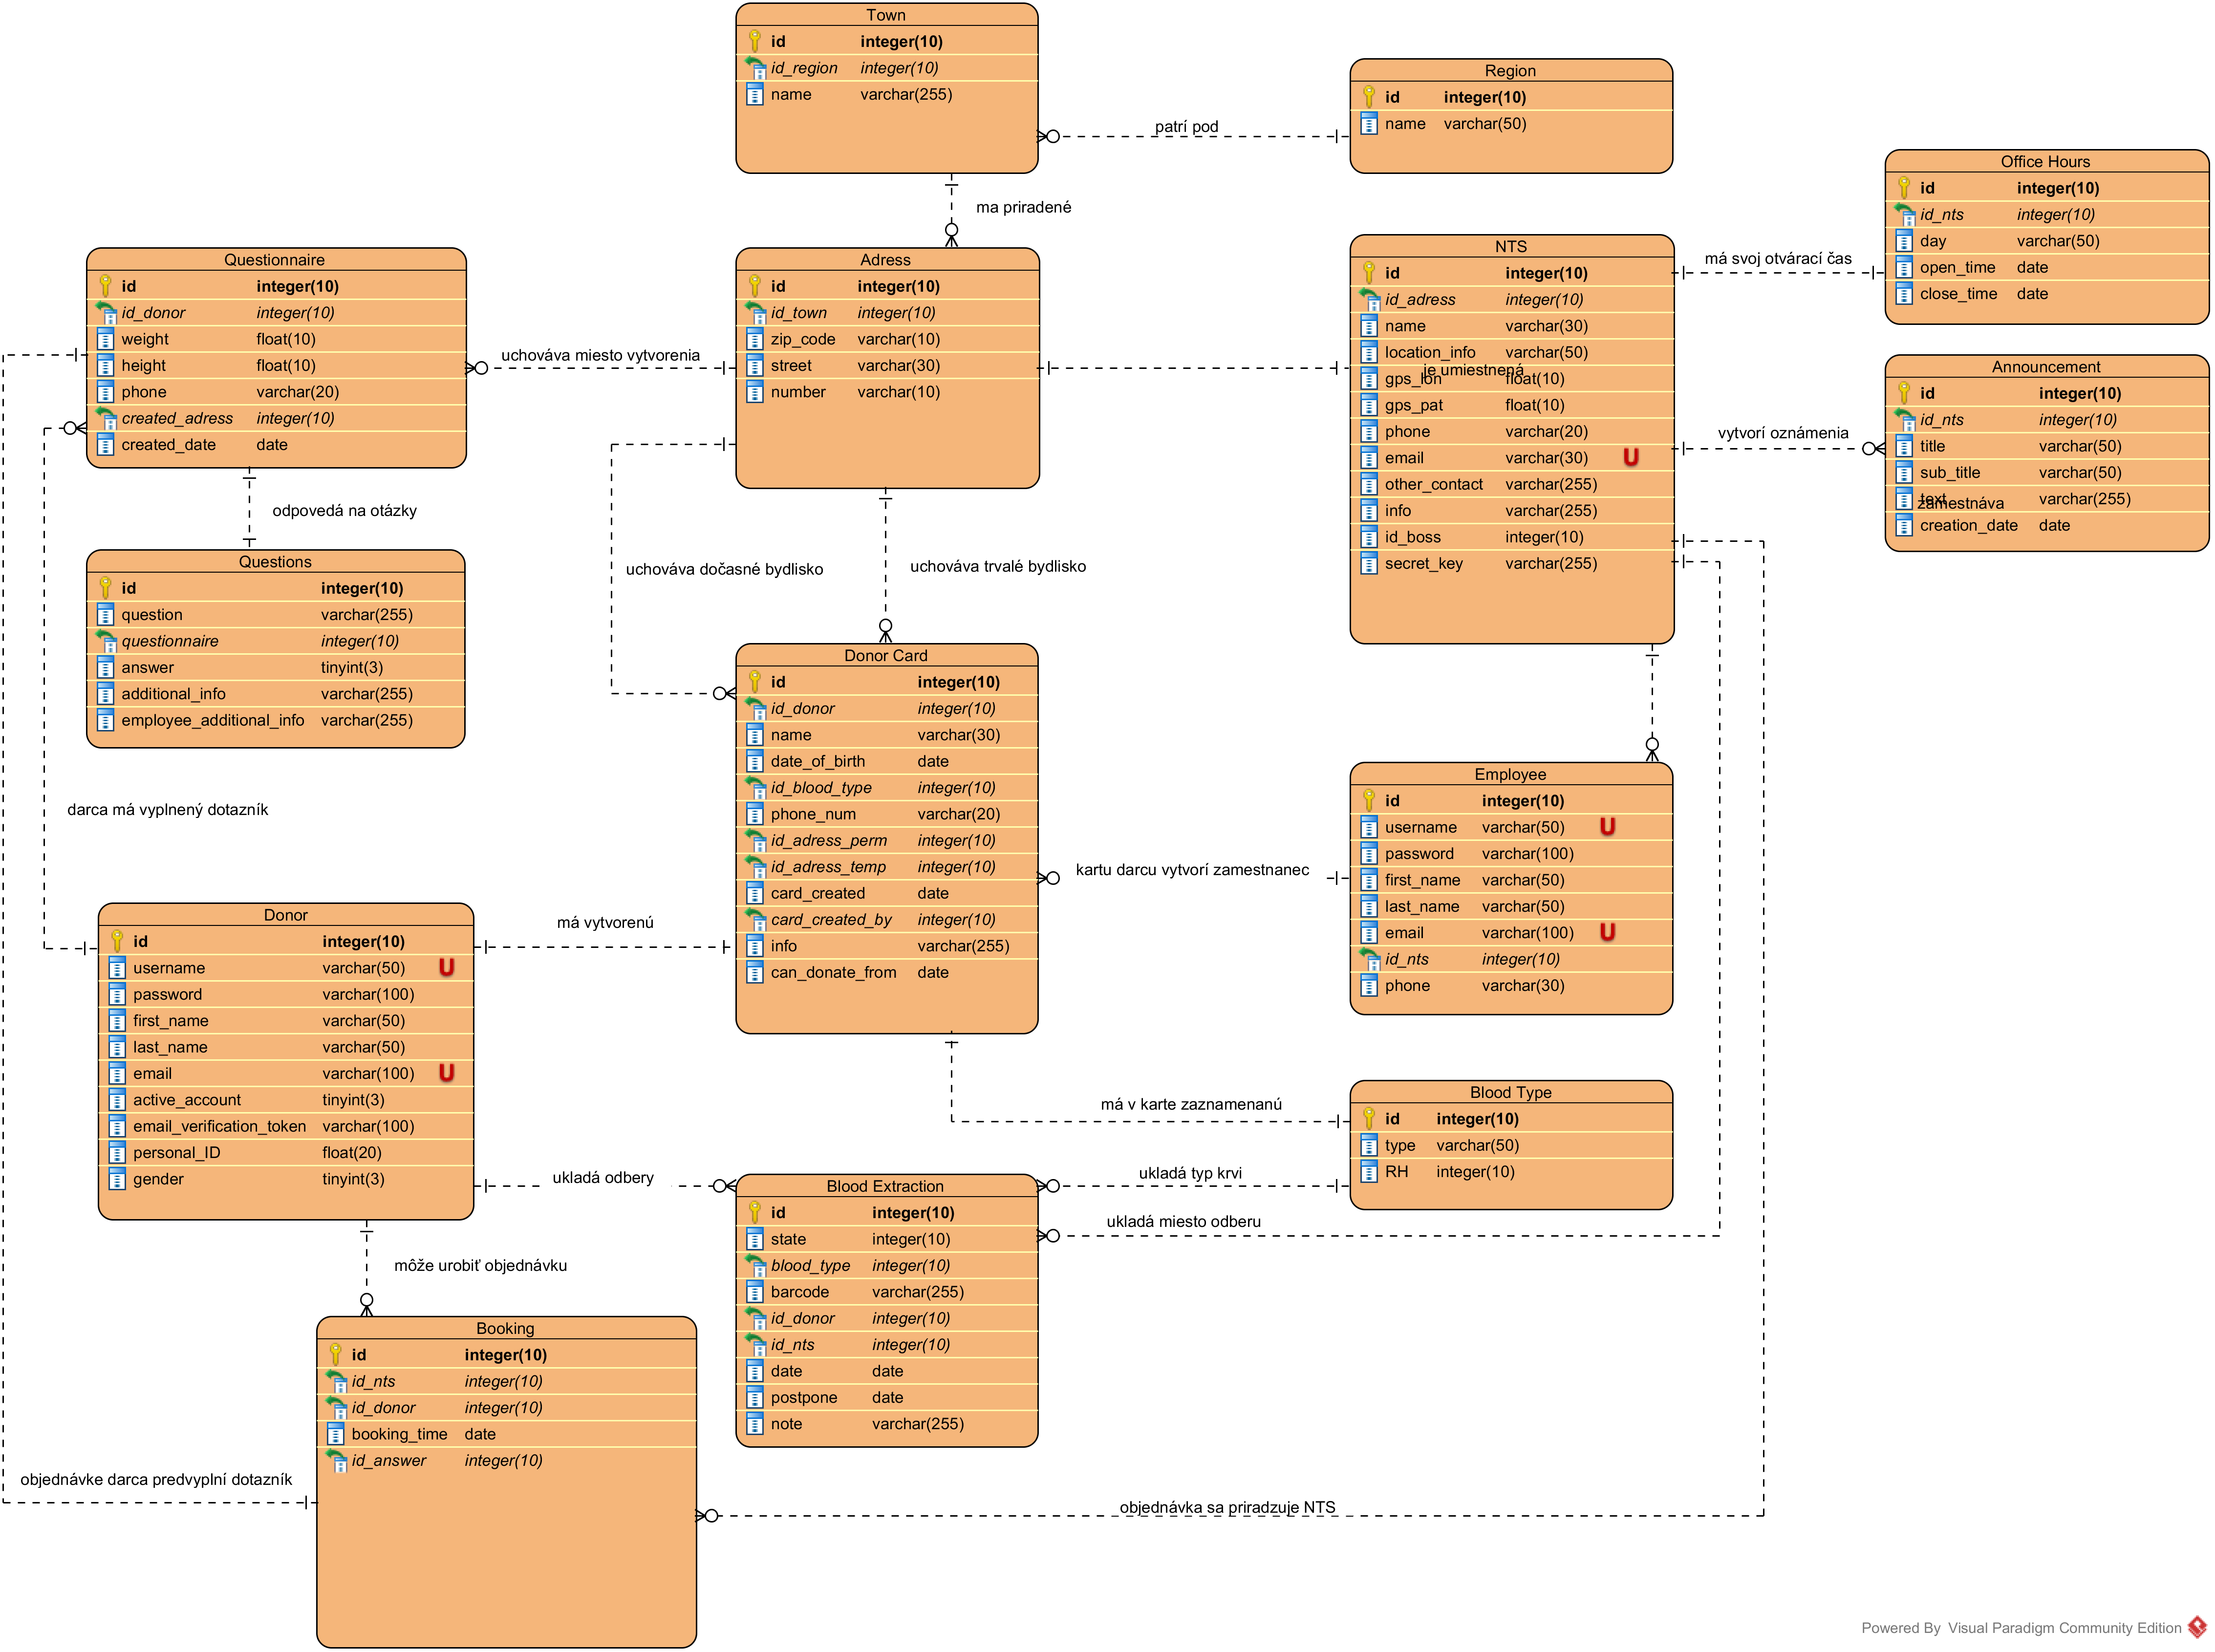 Town
id integer(10)
id_region integer(10)
name varchar(255)
patrí pod
Region
id integer(10)
name varchar(50)
ma priradené
Office Hours
id integer(10)
id_nts integer(10)
day varchar(50)
open_time date
close_time date
má svoj otvárací čas
Questionnaire
id integer(10)
id_donor integer(10)
weight float(10)
height float(10)
phone varchar(20)
created_adress integer(10)
created_date date
uchováva miesto vytvorenia
Adress
id integer(10)
id_town integer(10)
zip_code varchar(10)
street varchar(30)
number varchar(10)
NTS
id integer(10)
id_adress integer(10)
name varchar(30)
location_info varchar(50)
je umiestnená
gps_lon float(10)
gps_pat float(10)
phone varchar(20)
email varchar(30) U
other_contact varchar(255)
info varchar(255)
id_boss integer(10)
secret_key varchar(255)
vytvorí oznámenia
Announcement
id integer(10)
id_nts integer(10)
title varchar(50)
sub_title varchar(50)
text varchar(255)
zamestnáva
creation_date date
odpovedá na otázky
Questions
id integer(10)
question varchar(255)
questionnaire integer(10)
answer tinyint(3)
additional_info varchar(255)
employee_additional_info varchar(255)
uchováva dočasné bydlisko
uchováva trvalé bydlisko
Donor Card
id integer(10)
id_donor integer(10)
name varchar(30)
date_of_birth date
id_blood_type integer(10)
phone_num varchar(20)
id_adress_perm integer(10)
id_adress_temp integer(10)
card_created date
card_created_by integer(10)
info varchar(255)
can_donate_from date
kartu darcu vytvorí zamestnanec
Employee
id integer(10)
username varchar(50) U
password varchar(100)
first_name varchar(50)
last_name varchar(50)
email varchar(100) U
id_nts integer(10)
phone varchar(30)
darca má vyplnený dotazník
Donor
id integer(10)
username varchar(50) U
password varchar(100)
first_name varchar(50)
last_name varchar(50)
email varchar(100) U
active_account tinyint(3)
email_verification_token varchar(100)
personal_ID float(20)
gender tinyint(3)
má vytvorenú
má v karte zaznamenanú
Blood Type
id integer(10)
type varchar(50)
RH integer(10)
ukladá odbery
ukladá typ krvi
ukladá miesto odberu
Blood Extraction
id integer(10)
state integer(10)
blood_type integer(10)
barcode varchar(255)
id_donor integer(10)
id_nts integer(10)
date date
postpone date
note varchar(255)
môže urobiť objednávku
Booking
id integer(10)
id_nts integer(10)
id_donor integer(10)
booking_time date
id_answer integer(10)
objednávke darca predvyplní dotazník
objednávka sa priradzuje NTS
Powered By Visual Paradigm Community Edition